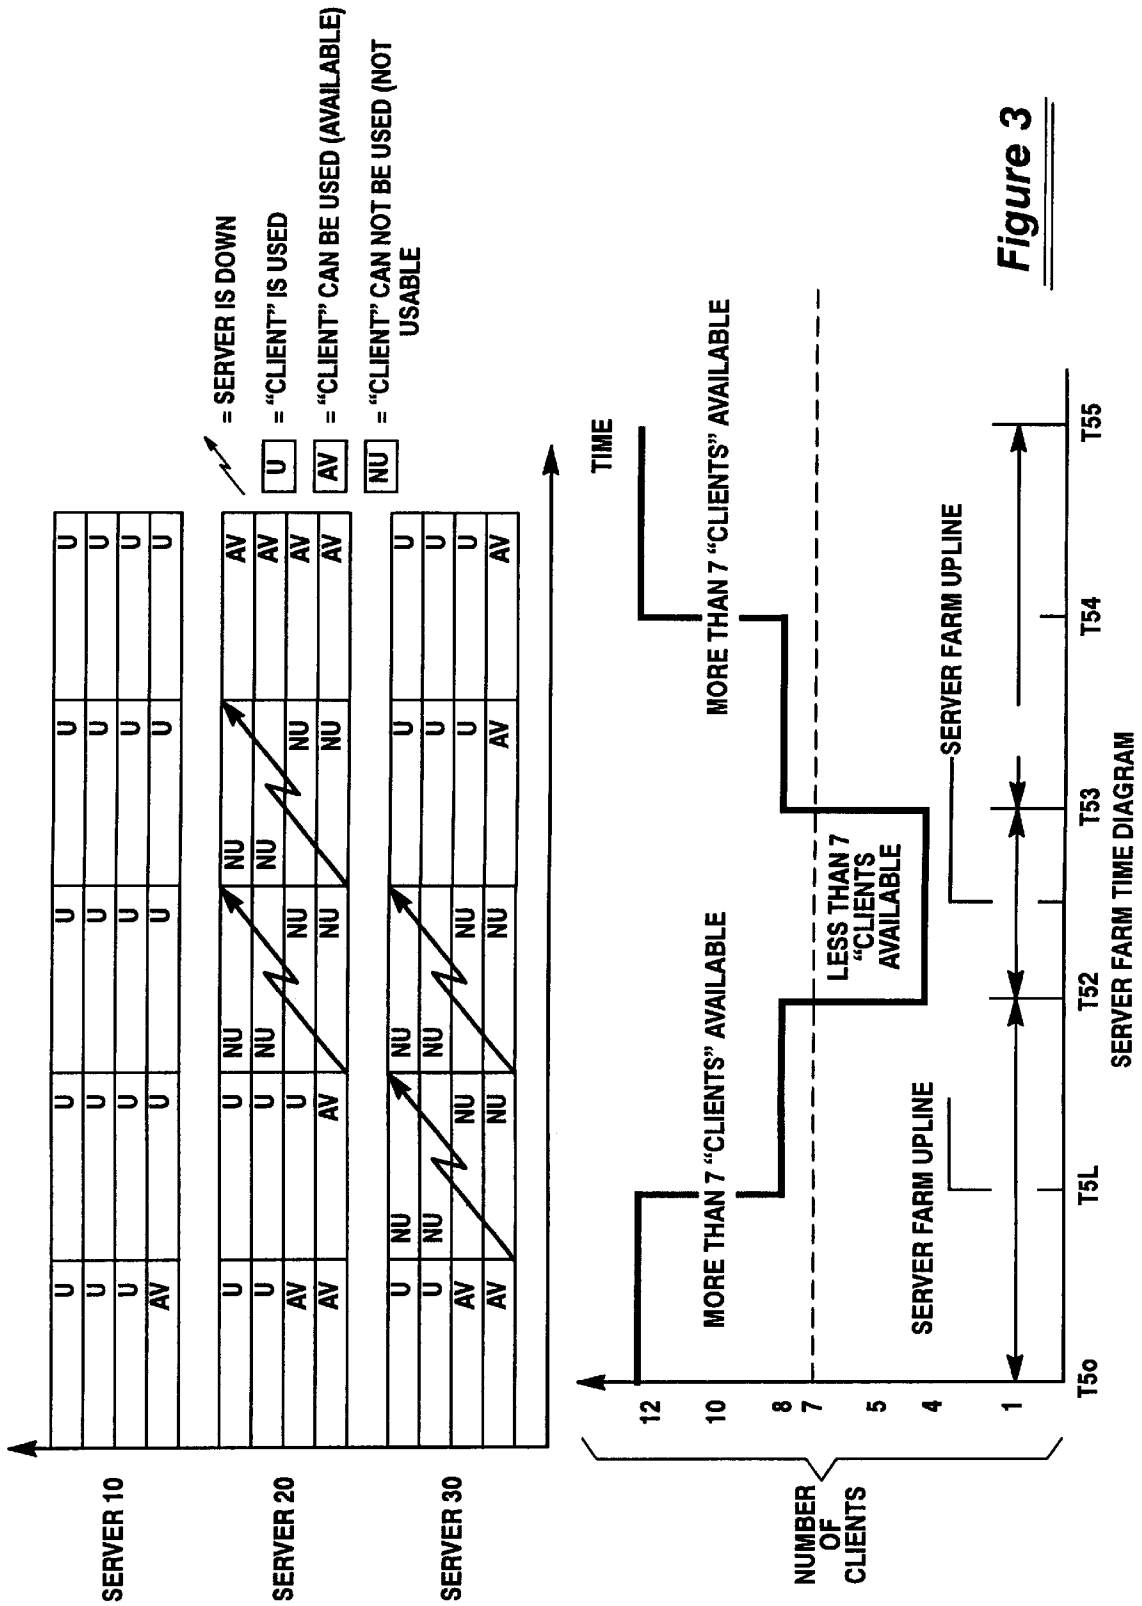 U U U U U
U U U U U
SERVER 10
U U U U U
AV U U U U
= SERVER IS DOWN
U = "CLIENT" IS USED
AV = "CLIENT" CAN BE USED (AVAILABLE)
NU = "CLIENT" CAN NOT BE USED (NOT
USABLE
U U NU NU AV
U U NU NU AV
SERVER 20
AV U NU NU AV
AV AV NU NU AV
U NU NU U U
U NU NU U U
SERVER 30
AV NU NU U U
AV NU NU AV AV
TIME
NUMBER
OF
CLIENTS
12
10
8
7
5
4
1
MORE THAN 7 "CLIENTS" AVAILABLE
MORE THAN 7 "CLIENTS" AVAILABLE
LESS THAN 7
"CLIENTS
AVAILABLE
SERVER FARM UPLINE
SERVER FARM UPLINE
T5o T5L T52 T53 T54 T55
SERVER FARM TIME DIAGRAM
Figure 3